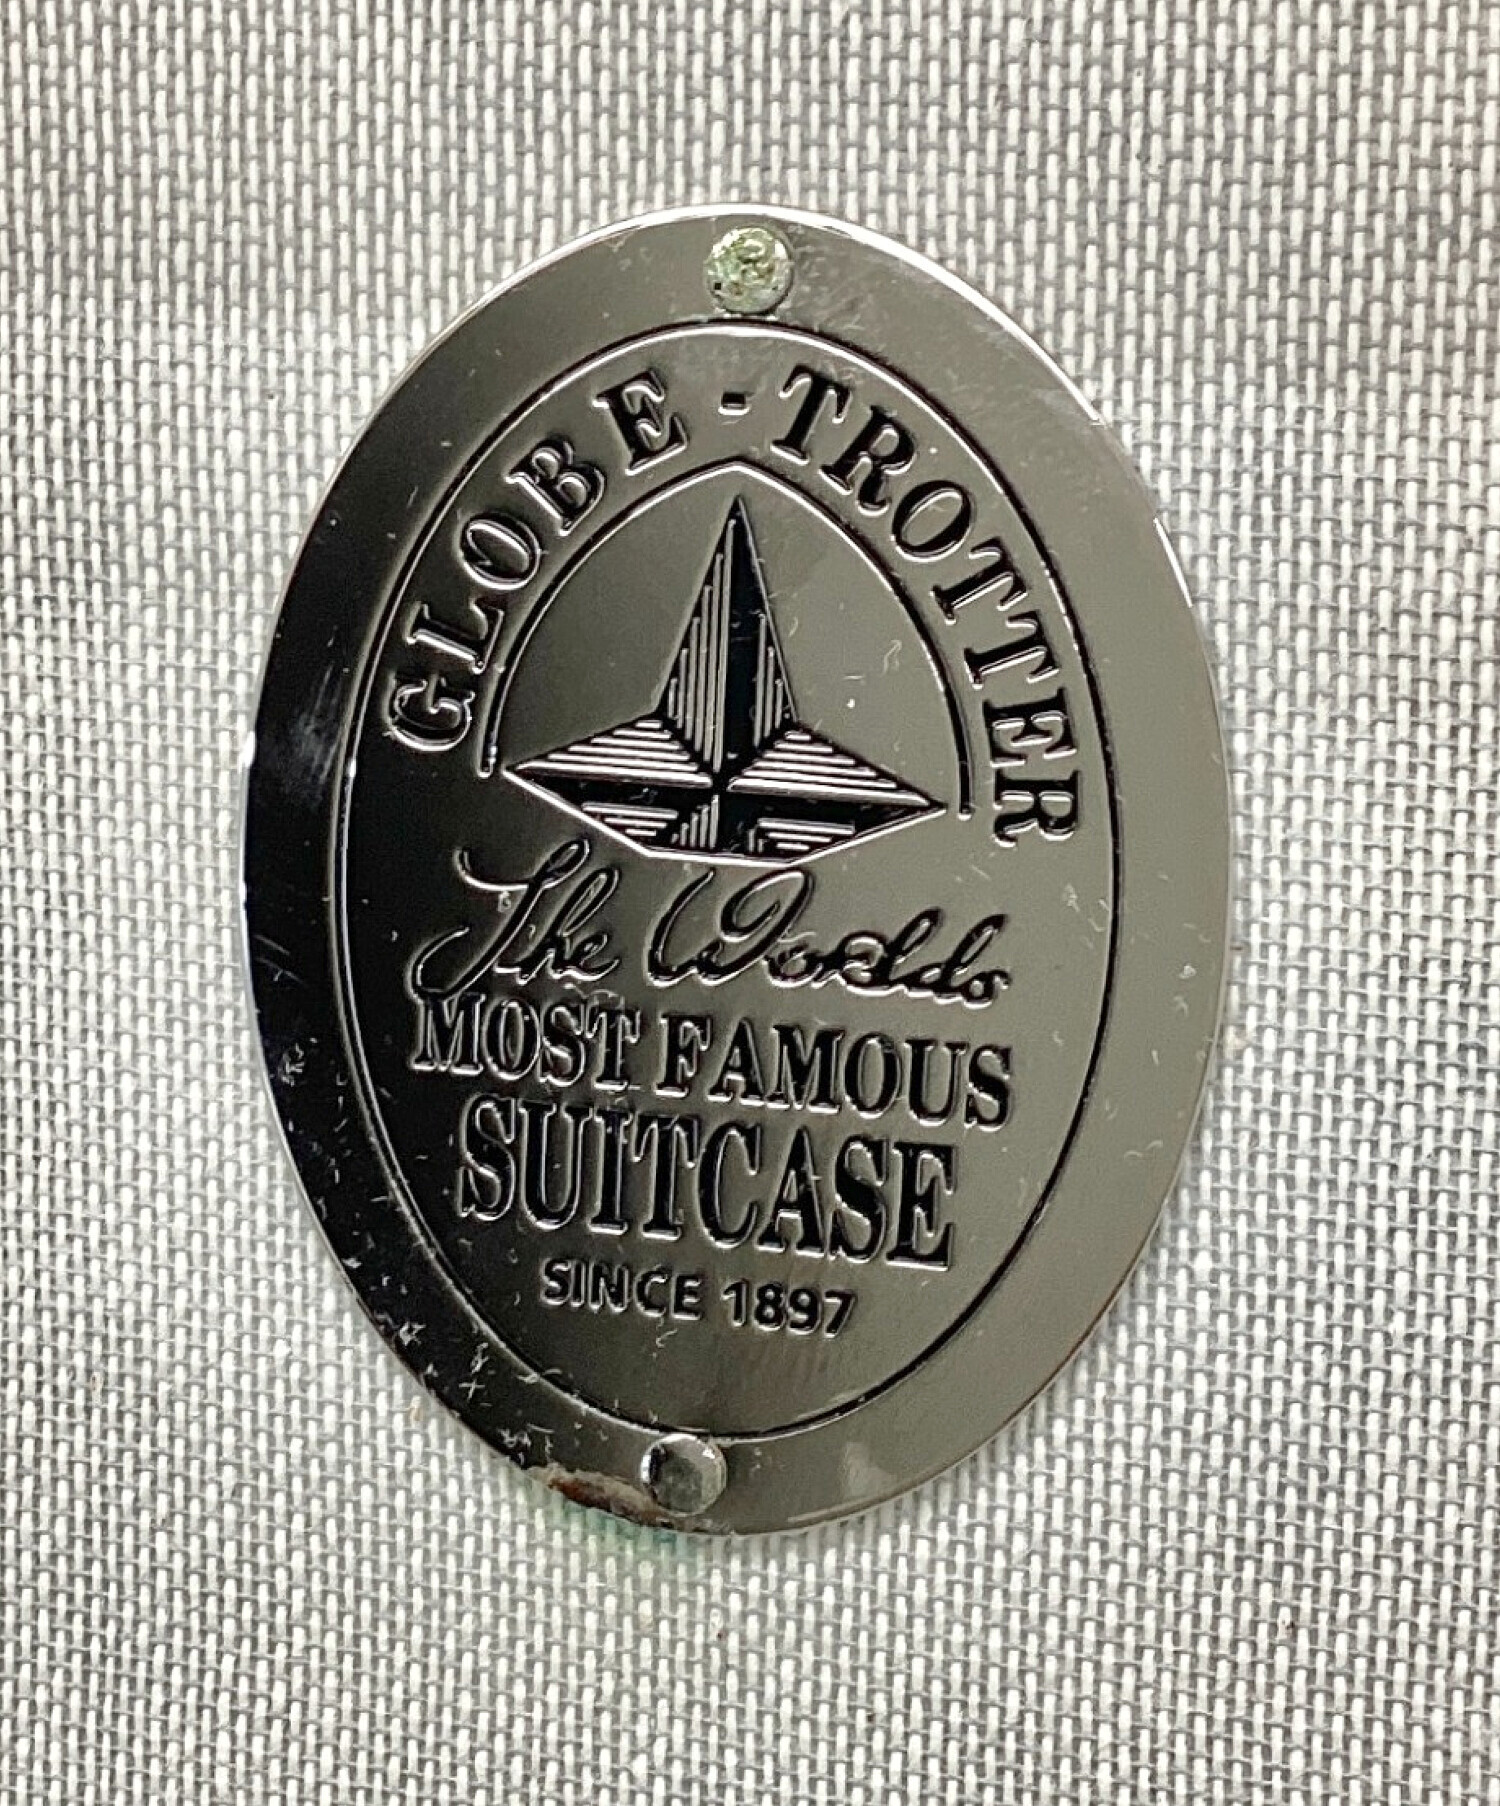 GLOBE-TROTTER
The Worlds
MOST FAMOUS
SUITCASE
SINCE 1897